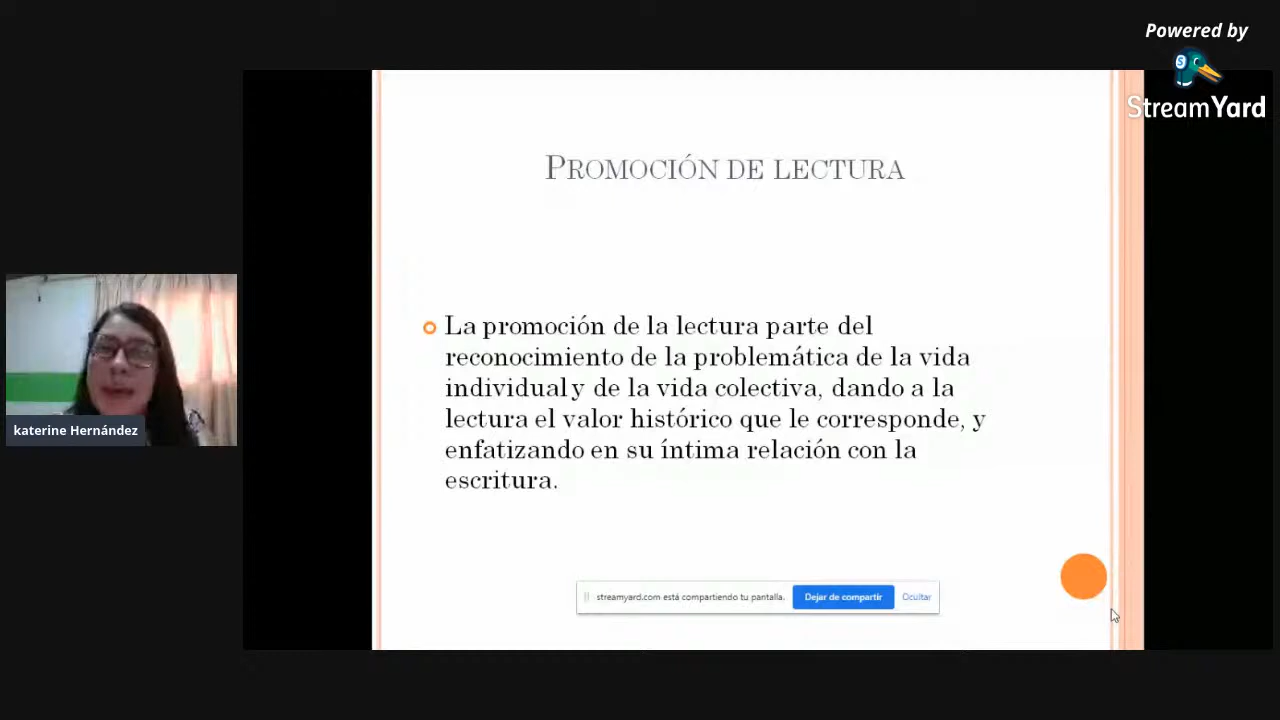 Powered by
StreamYard
PROMOCIÓN DE LECTURA
La promoción de la lectura parte del
reconocimiento de la problemática de la vida
individual y de la vida colectiva, dando a la
lectura el valor histórico que le corresponde, y
enfatizando en su íntima relación con la
escritura.
katerine Hernández
streamyard.com está compartiendo tu pantalla.
Dejar de compartir
Ocultar